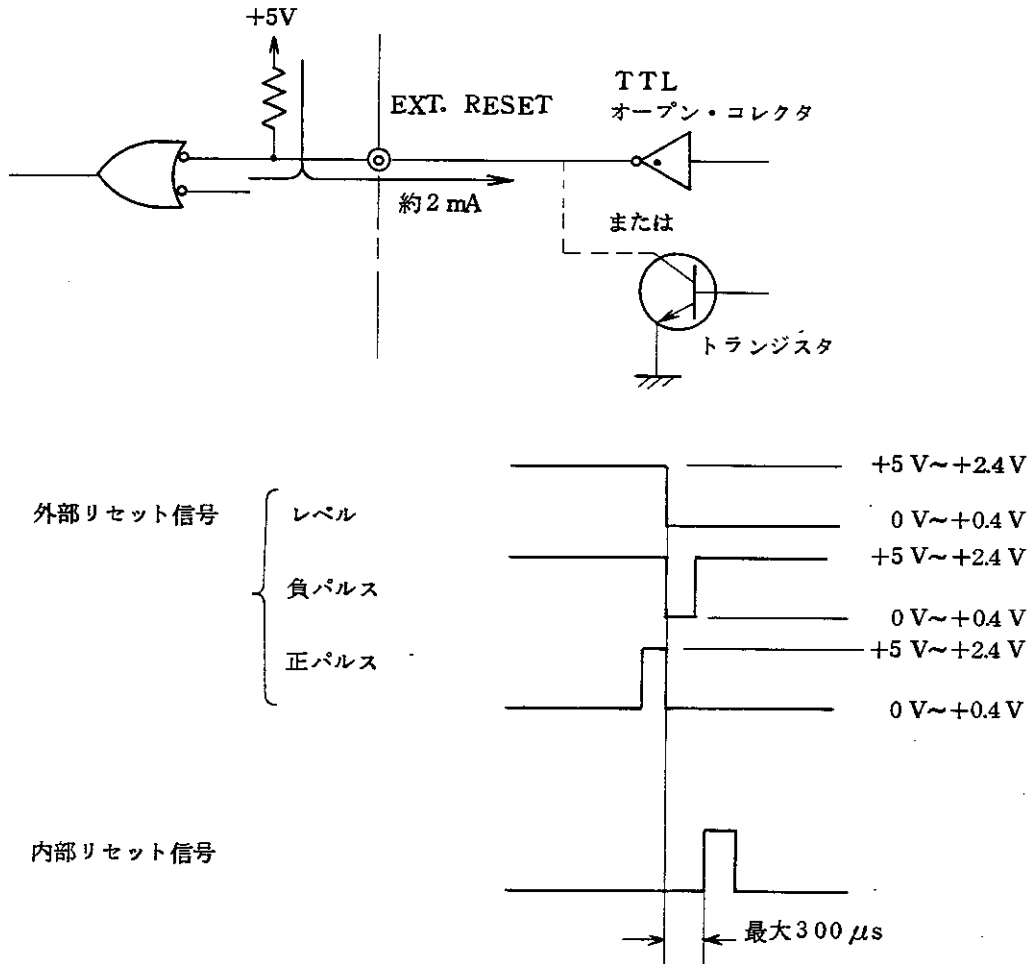 +5V
EXT. RESET
TTL
オープン・コレクタ
約2 mA
または
トランジスタ
外部リセット信号
レベル
+5 V~+2.4 V
0 V~+0.4 V
負パルス
+5 V~+2.4 V
0 V~+0.4 V
正パルス
+5 V~+2.4 V
0 V~+0.4 V
内部リセット信号
最大300 μs